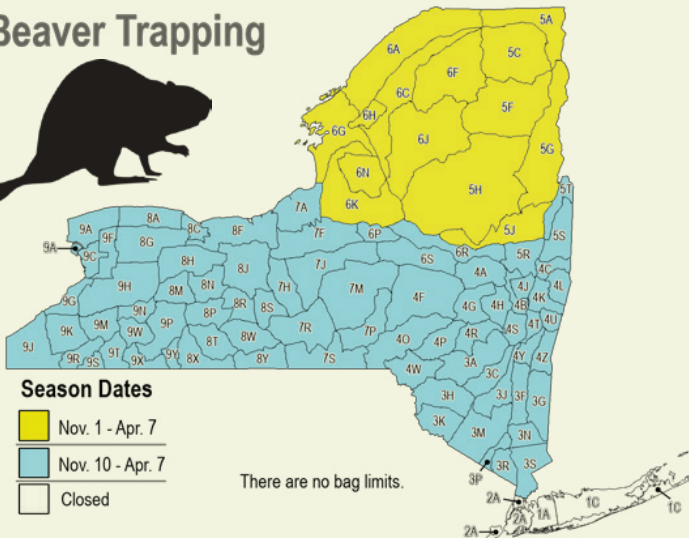 Beaver Trapping
5A
6A
5C
6F
6C
5F
6H
6G
6J
5G
6N
5H
6K
5T
7A
8A
9A
9F
8C
8F
7F
6P
5J
5S
8G
9A
9C
6R
5R
6S
8H
8J
7J
4A
4C
9H
8M
8N
7H
7M
4J
4L
9G
8R
8S
4F
4G
4H
4B
4K
9N
8P
9K
9M
9W
9P
7R
7P
4R
4S
4T
4U
9J
8T
8W
4O
4P
9R
9S
9T
9X
9Y
8X
8Y
7S
4W
3A
4Y
4Z
3C
3H
3J
3F
3G
3K
3M
3N
3P
3R
3S
Season Dates
Nov. 1 - Apr. 7
Nov. 10 - Apr. 7
Closed
There are no bag limits.
2A
2A
1A
1C
1C
2A